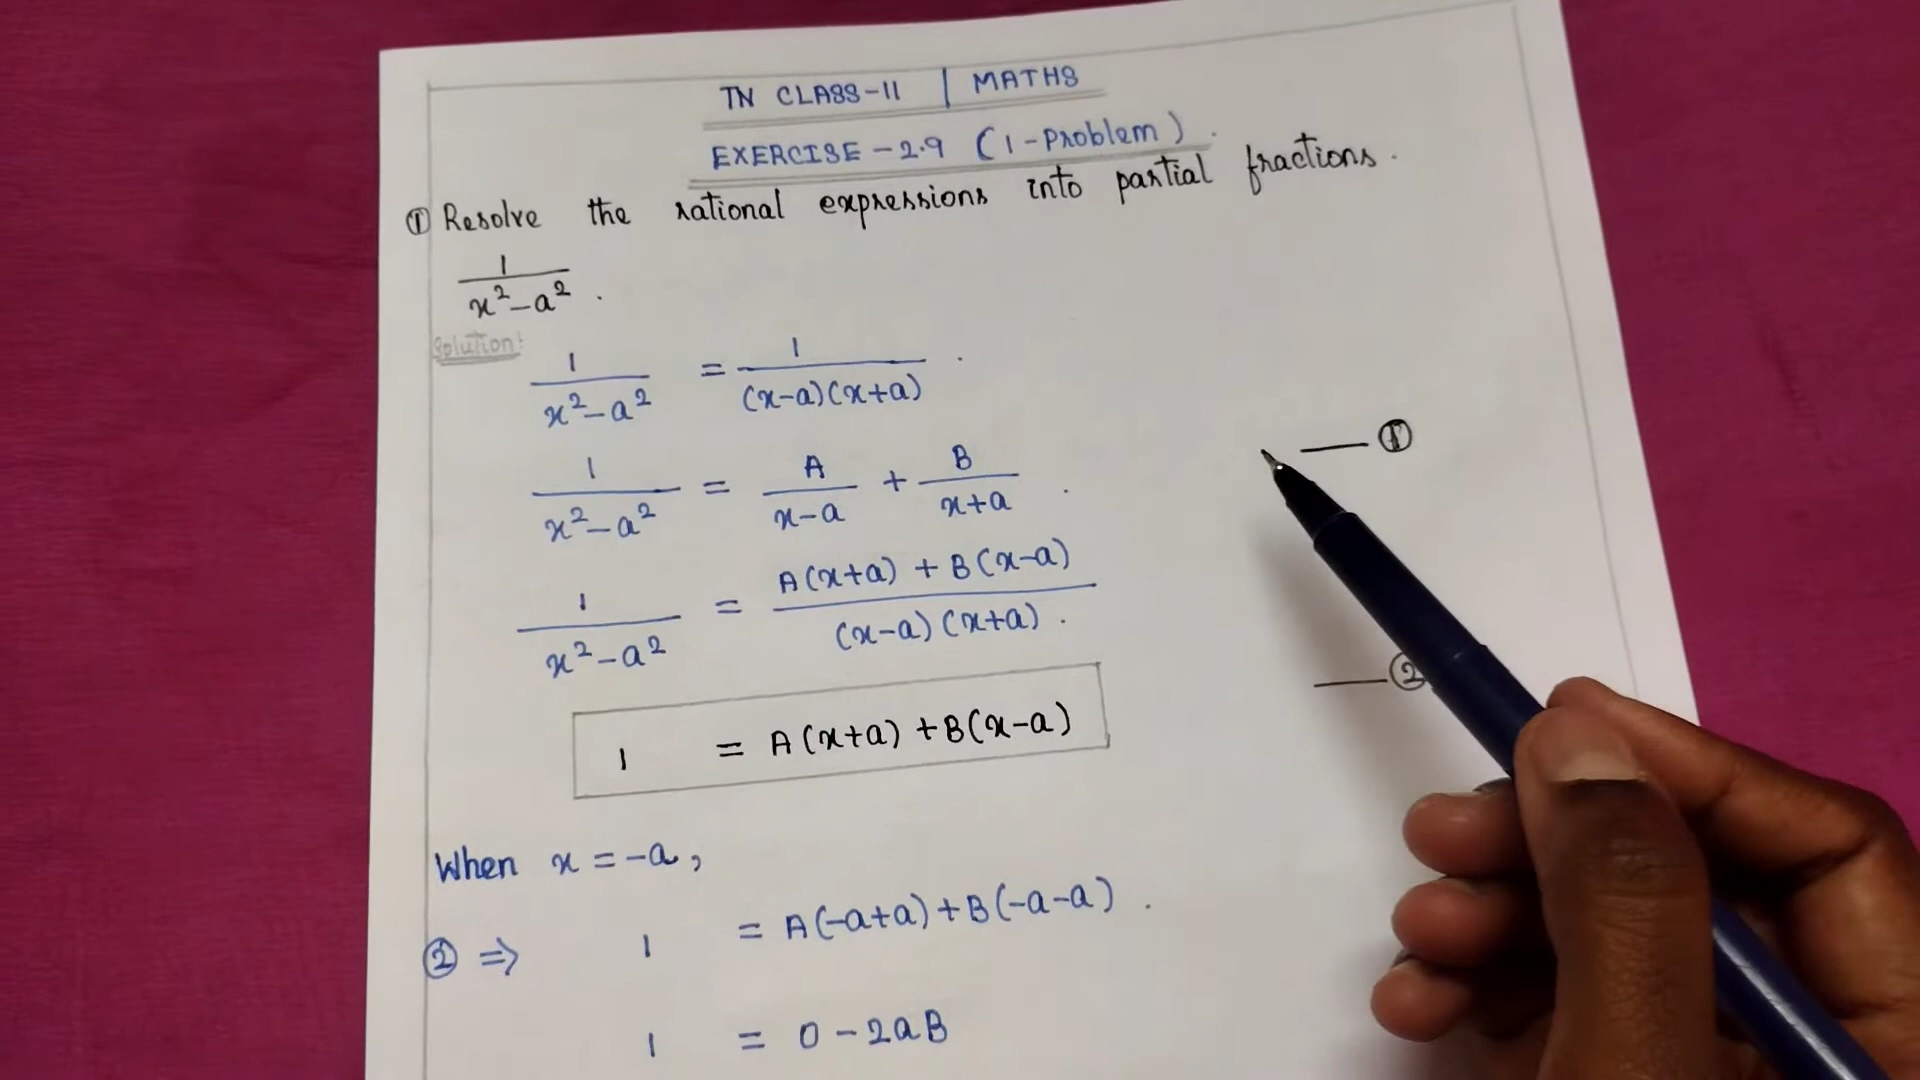 TN CLASS-11 | MATHS
EXERCISE-2.9 (1-Problem).
① Resolve the rational expressions into partial fractions.
1/(x²-a²).
Solution:
1/(x²-a²) = 1/((x-a)(x+a)).
1/(x²-a²) = A/(x-a) + B/(x+a). —①
1/(x²-a²) = (A(x+a) + B(x-a))/((x-a)(x+a)).
1 = A(x+a) + B(x-a) —②
When x = -a,
② ⇒ 1 = A(-a+a) + B(-a-a).
1 = 0 - 2aB